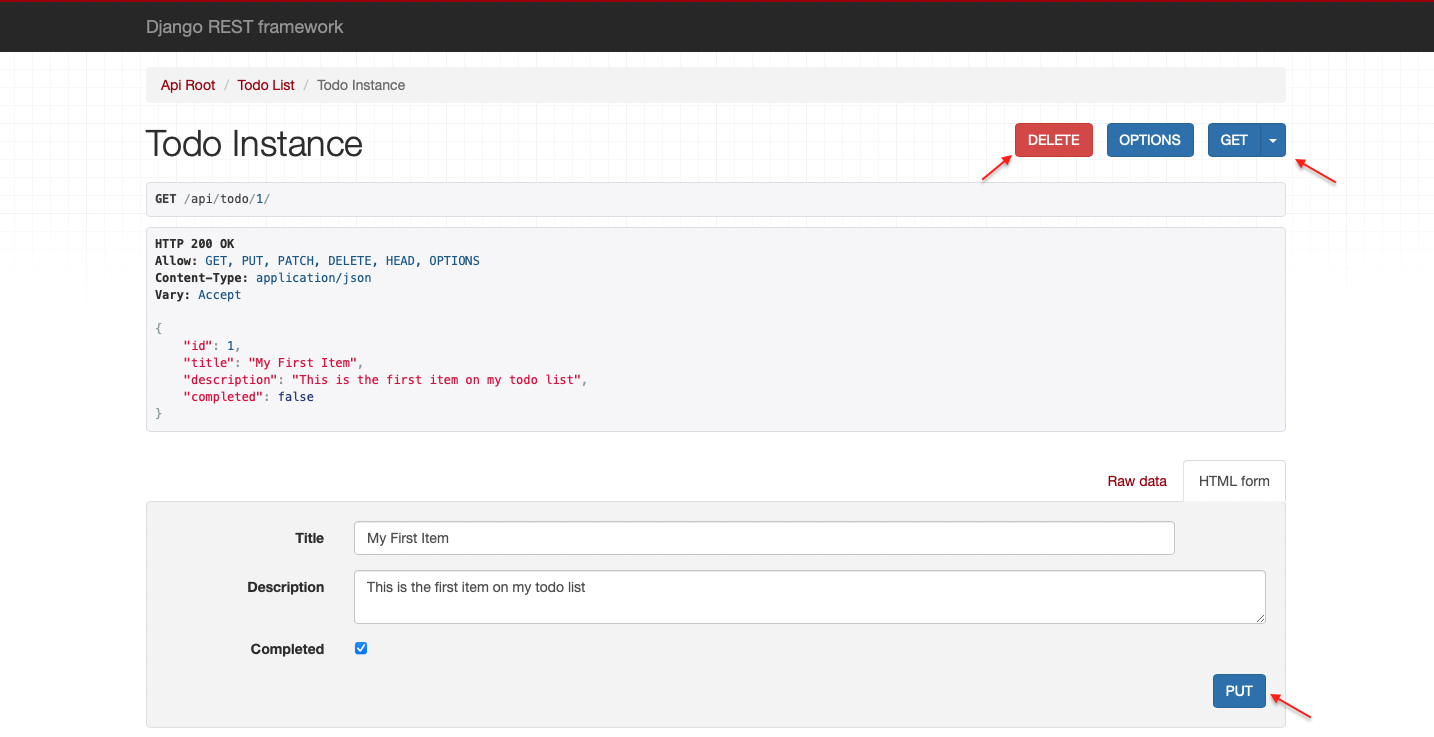 Django REST framework
Api Root / Todo List / Todo Instance
Todo Instance
DELETE OPTIONS GET
GET /api/todo/1/
HTTP 200 OK
Allow: GET, PUT, PATCH, DELETE, HEAD, OPTIONS
Content-Type: application/json
Vary: Accept
{
    "id": 1,
    "title": "My First Item",
    "description": "This is the first item on my todo list",
    "completed": false
}
Raw data HTML form
Title My First Item
Description This is the first item on my todo list
Completed
PUT